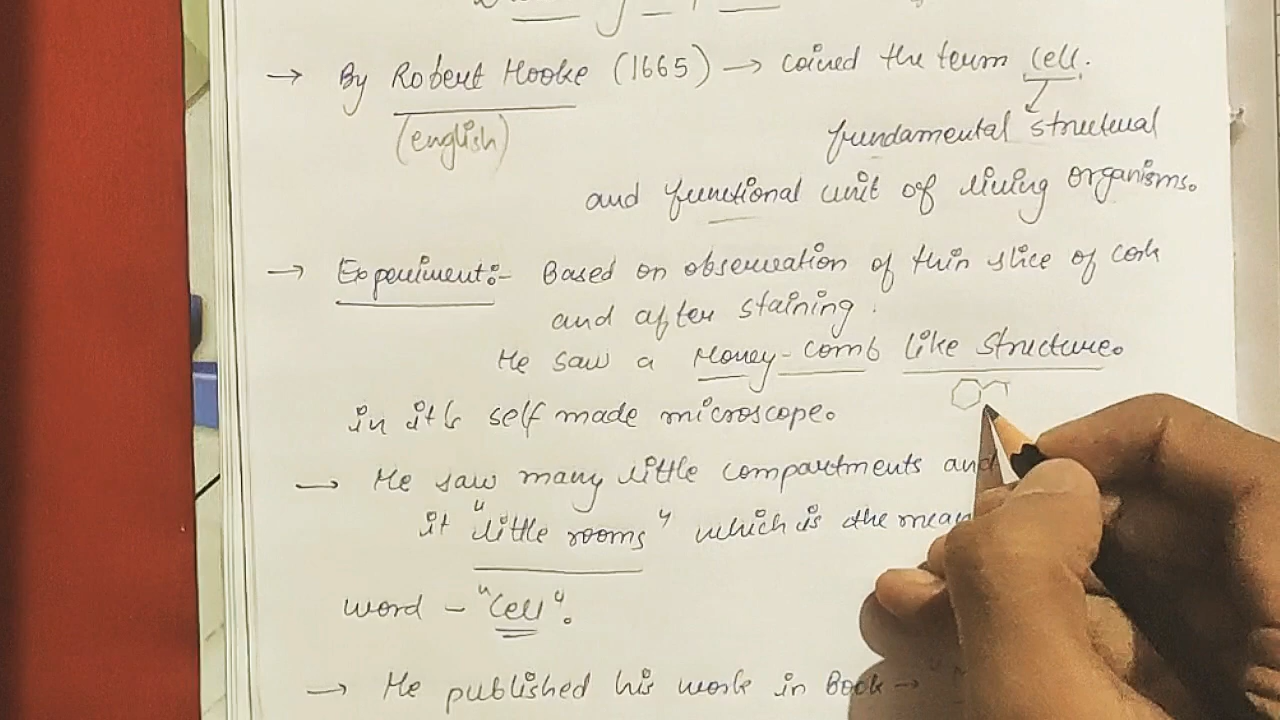 → By Robert Hooke (1665) → coined the term cell.
(english)
fundamental structural
and functional unit of living organisms.
→ Experiment:- Based on observation of thin slice of cork
and after staining.
He saw a Honey-comb like structure.
in it's self made microscope.
→ He saw many little compartments and
it "little rooms" which is the
word - "Cell".
→ He published his work in Book →